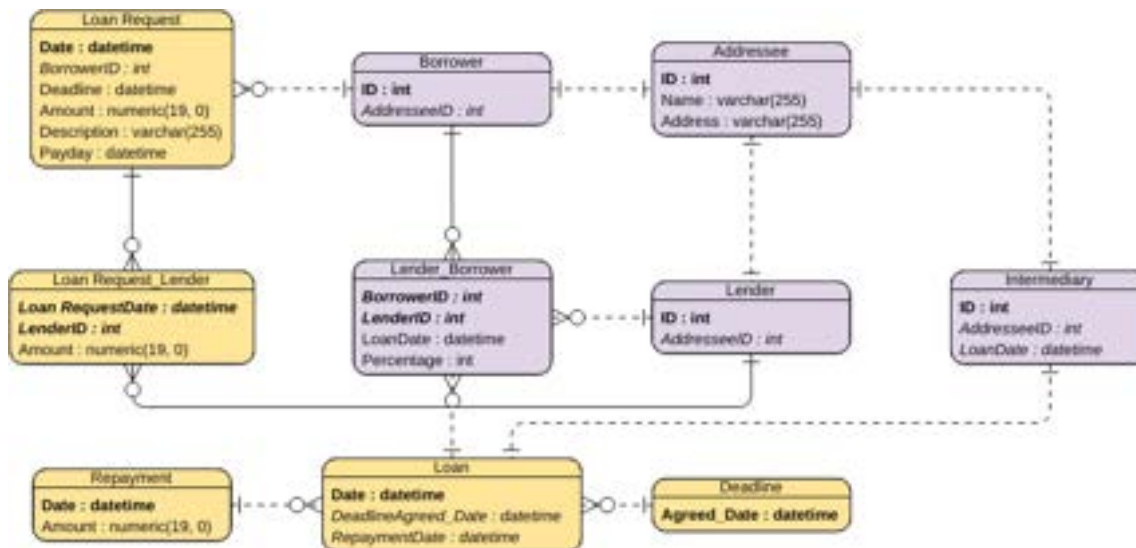 Loan Request
Date : datetime
BorrowerID : int
Deadline : datetime
Amount : numeric(19, 0)
Description : varchar(255)
Payday : datetime
Borrower
ID : int
AddresseeID : int
Addressee
ID : int
Name : varchar(255)
Address : varchar(255)
Loan Request_Lender
Loan RequestDate : datetime
LenderID : int
Amount : numeric(19, 0)
Lender_Borrower
BorrowerID : int
LenderID : int
LoanDate : datetime
Percentage : int
Lender
ID : int
AddresseeID : int
Intermediary
ID : int
AddresseeID : int
LoanDate : datetime
Repayment
Date : datetime
Amount : numeric(19, 0)
Loan
Date : datetime
DeadlineAgreed_Date : datetime
RepaymentDate : datetime
Deadline
Agreed_Date : datetime